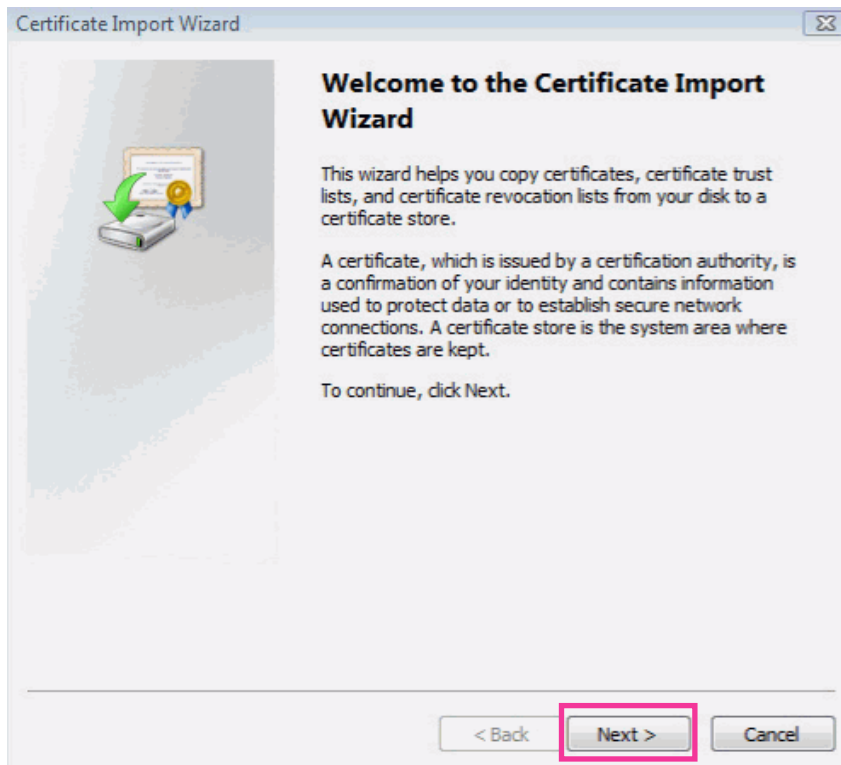 Certificate Import Wizard
Welcome to the Certificate Import
Wizard
This wizard helps you copy certificates, certificate trust
lists, and certificate revocation lists from your disk to a
certificate store.
A certificate, which is issued by a certification authority, is
a confirmation of your identity and contains information
used to protect data or to establish secure network
connections. A certificate store is the system area where
certificates are kept.
To continue, click Next.
< Back Next > Cancel